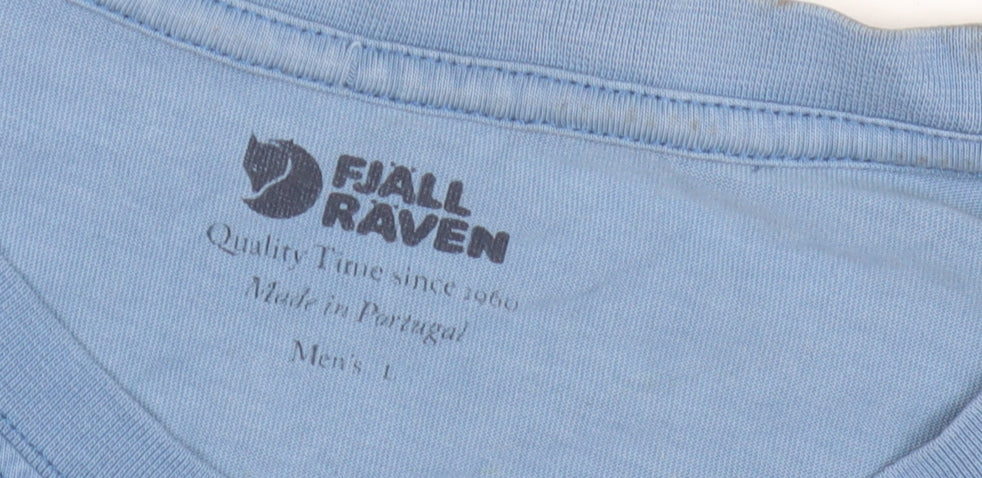 FJÄLL
RÄVEN
Quality Time since 1960
Made in Portugal
Men's L